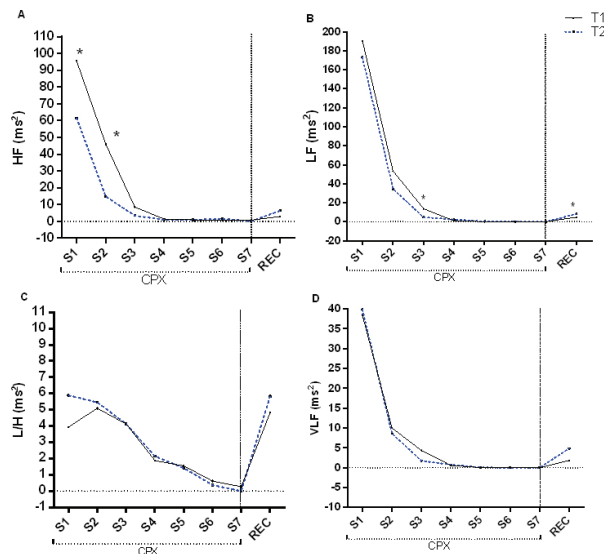 A
B
T1
T2
110
100
90
80
70
60
50
40
30
20
10
0
-10
HF (ms²)
*
*
S1 S2 S3 S4 S5 S6 S7 REC
CPX
200
180
160
140
120
100
80
60
40
20
0
-20
LF (ms²)
*
*
S1 S2 S3 S4 S5 S6 S7 REC
CPX
C
D
11
10
9
8
7
6
5
4
3
2
1
0
-1
L/H (ms²)
S1 S2 S3 S4 S5 S6 S7 REC
CPX
40
35
30
25
20
15
10
5
0
-5
-10
VLF (ms²)
S1 S2 S3 S4 S5 S6 S7 REC
CPX